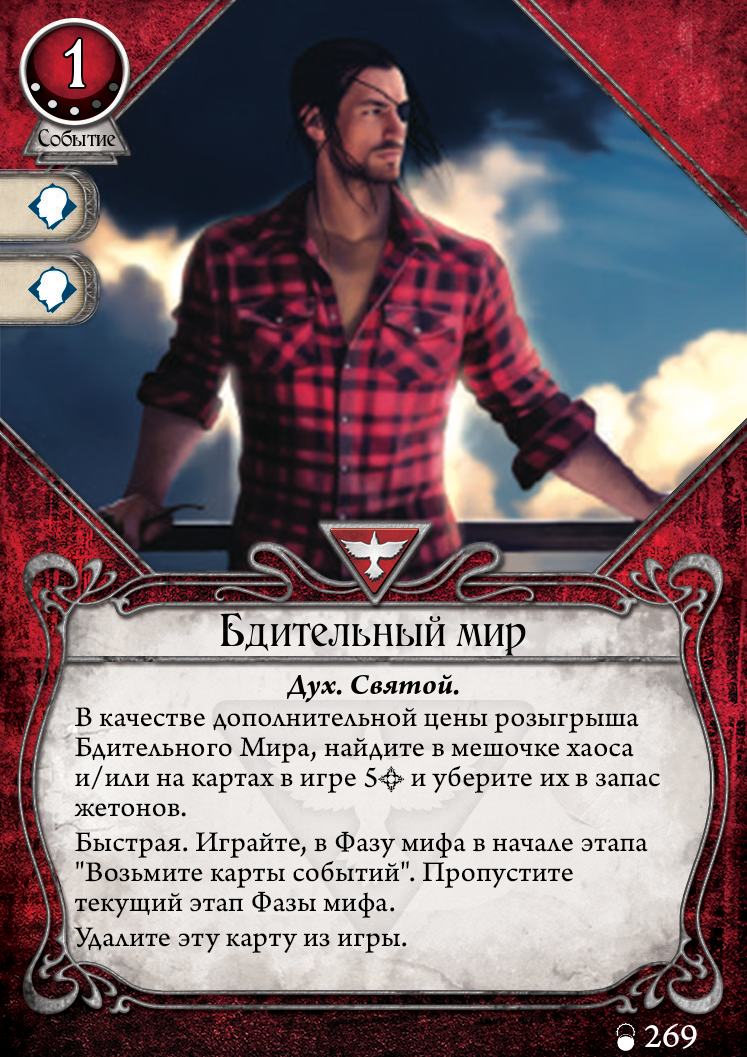 1
Событие
Бдительный мир
Дух. Святой.
В качестве дополнительной цены розыгрыша
Бдительного Мира, найдите в мешочке хаоса
и/или на картах в игре 5 и уберите их в запас
жетонов.
Быстрая. Играйте, в Фазу мифа в начале этапа
"Возьмите карты событий". Пропустите
текущий этап Фазы мифа.
Удалите эту карту из игры.
269